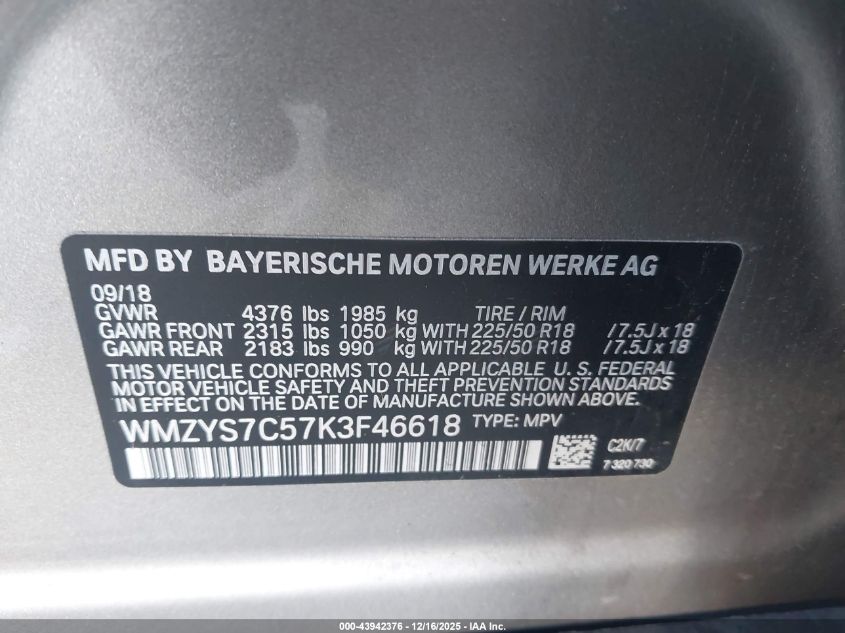 MFD BY BAYERISCHE MOTOREN WERKE AG
09/18
GVWR 4376 lbs 1985 kg TIRE / RIM
GAWR FRONT 2315 lbs 1050 kg WITH 225/50 R18 / 7.5J x 18
GAWR REAR 2183 lbs 990 kg WITH 225/50 R18 / 7.5J x 18
THIS VEHICLE CONFORMS TO ALL APPLICABLE U. S. FEDERAL
MOTOR VEHICLE SAFETY AND THEFT PREVENTION STANDARDS
IN EFFECT ON THE DATE OF MANUFACTURE SHOWN ABOVE.
WMZYS7C57K3F46618 TYPE: MPV
C2K/7
7 320 730
000-43942376 - 12/16/2025 - IAA Inc.